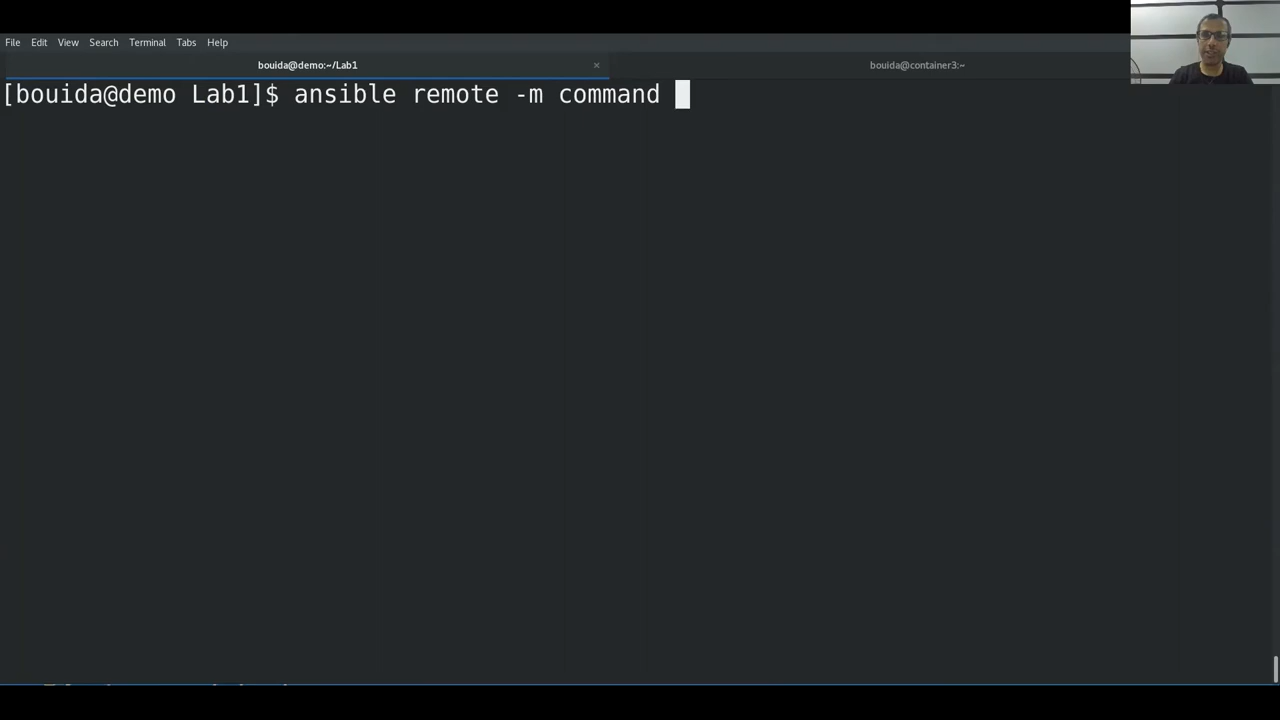 File Edit View Search Terminal Tabs Help
bouida@demo:~/Lab1 × bouida@container3:~
[bouida@demo Lab1]$ ansible remote -m command